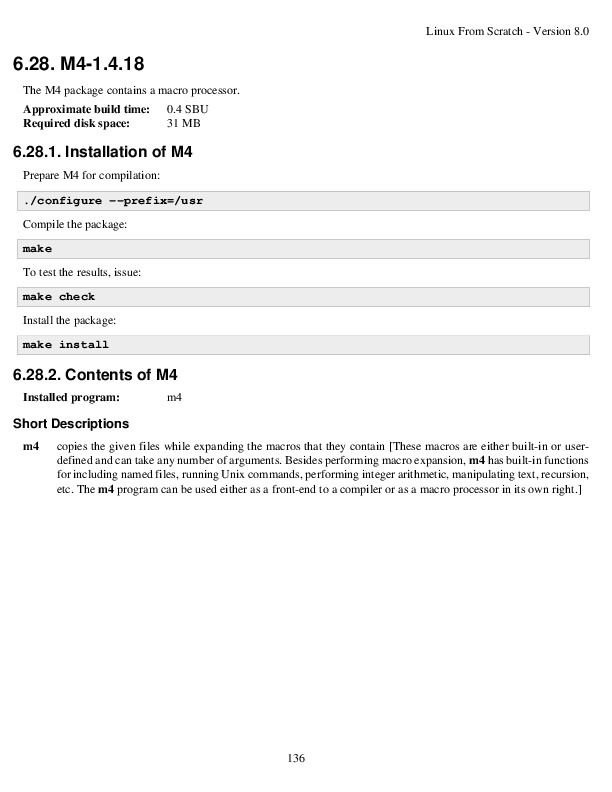 Linux From Scratch - Version 8.0
6.28. M4-1.4.18
The M4 package contains a macro processor.
Approximate build time: 0.4 SBU
Required disk space: 31 MB
6.28.1. Installation of M4
Prepare M4 for compilation:
./configure --prefix=/usr
Compile the package:
make
To test the results, issue:
make check
Install the package:
make install
6.28.2. Contents of M4
Installed program: m4
Short Descriptions
m4 copies the given files while expanding the macros that they contain [These macros are either built-in or user-
defined and can take any number of arguments. Besides performing macro expansion, m4 has built-in functions
for including named files, running Unix commands, performing integer arithmetic, manipulating text, recursion,
etc. The m4 program can be used either as a front-end to a compiler or as a macro processor in its own right.]
136